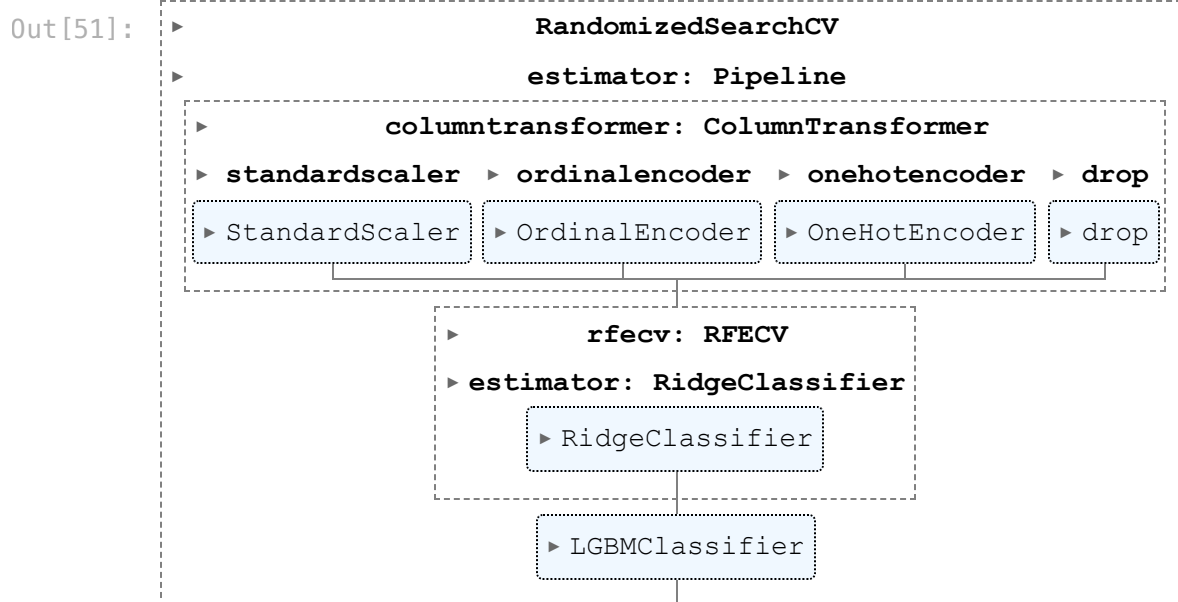 Out[51]:
▸ RandomizedSearchCV
▸ estimator: Pipeline
▸ columntransformer: ColumnTransformer
▸ standardscaler ▸ ordinalencoder ▸ onehotencoder ▸ drop
▸ StandardScaler ▸ OrdinalEncoder ▸ OneHotEncoder ▸ drop
▸ rfecv: RFECV
▸ estimator: RidgeClassifier
▸ RidgeClassifier
▸ LGBMClassifier